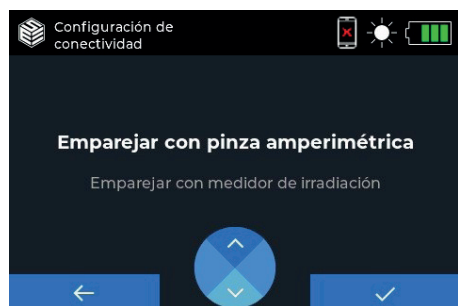 Configuración de
conectividad
Emparejar con pinza amperimétrica
Emparejar con medidor de irradiación